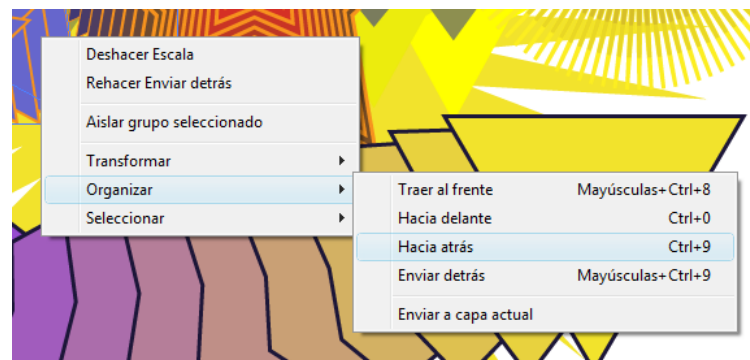 Deshacer Escala
Rehacer Enviar detrás
Aislar grupo seleccionado
Transformar
Organizar
Seleccionar
Traer al frente Mayúsculas+Ctrl+8
Hacia delante Ctrl+0
Hacia atrás Ctrl+9
Enviar detrás Mayúsculas+Ctrl+9
Enviar a capa actual